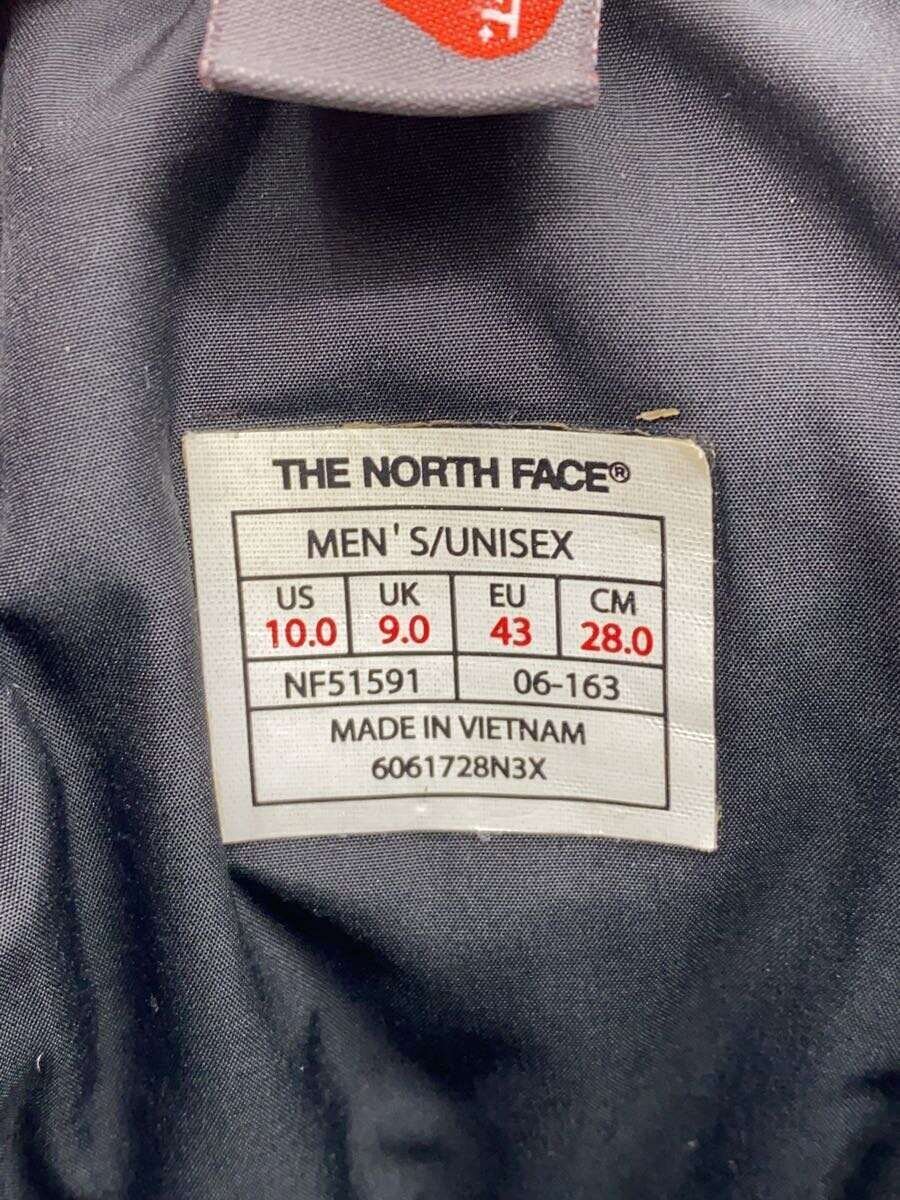 THE NORTH FACE®
MEN'S/UNISEX
US UK EU CM
10.0 9.0 43 28.0
NF51591 06-163
MADE IN VIETNAM
6061728N3X